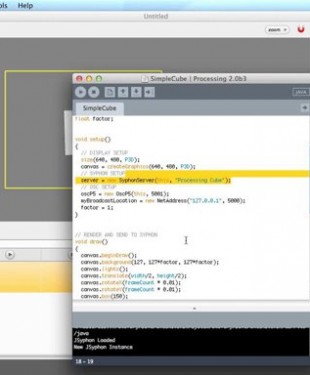 ols Help
Untitled
zoom
SimpleCube | Processing 2.0b3
JAVA
SimpleCube
float factor;
void setup()
{
// DISPLAY SETUP
size(640, 480, P3D);
canvas = createGraphics(640, 480, P3D);
// SYPHON SETUP
server = new SyphonServer(this, "Processing Cube");
// OSC SETUP
oscP5 = new OscP5(this, 5001);
myBroadcastLocation = new NetAddress("127.0.0.1", 5000);
factor = 1;
}
// RENDER AND SEND TO SYPHON
void draw()
{
canvas.beginDraw();
canvas.background(127, 127*factor, 127*factor);
canvas.lights();
canvas.translate(width/2, height/2);
(frameCount * 0.01);
(frameCount * 0.01);
canvas.box(150);
/java
JSyphon Loaded
New JSyphon Instance
18 - 19